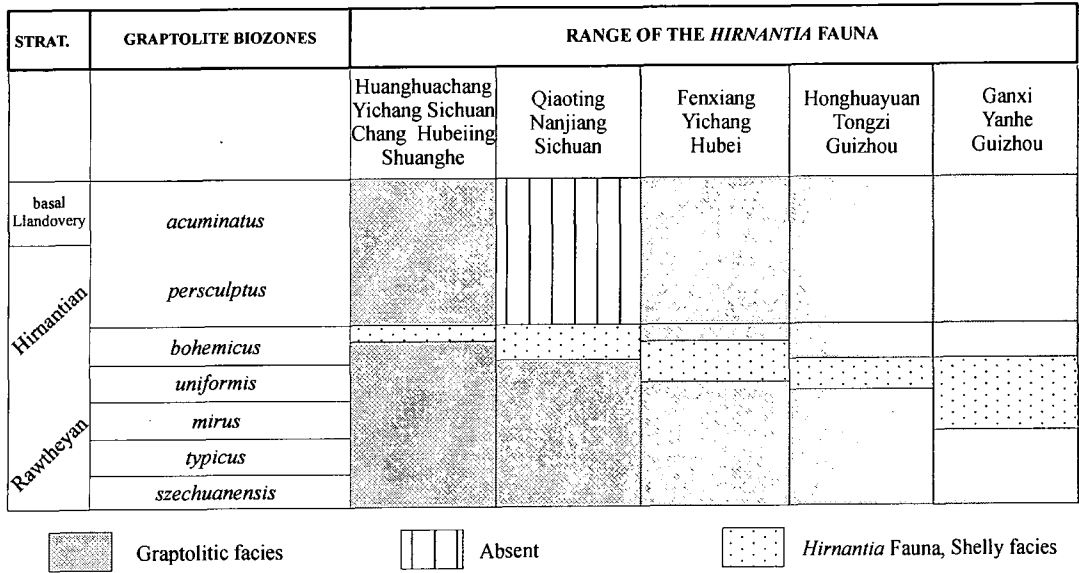 STRAT.
GRAPTOLITE BIOZONES
RANGE OF THE HIRNANTIA FAUNA
Huanghuachang
Yichang Sichuan
Chang Hubeiing
Shuanghe
Qiaoting
Nanjiang
Sichuan
Fenxiang
Yichang
Hubei
Honghuayuan
Tongzi
Guizhou
Ganxi
Yanhe
Guizhou
basal
Llandovery
Hirnantian
Rawtheyan
acuminatus
persculptus
bohemicus
uniformis
mirus
typicus
szechuanensis
Graptolitic facies
Absent
Hirnantia Fauna, Shelly facies